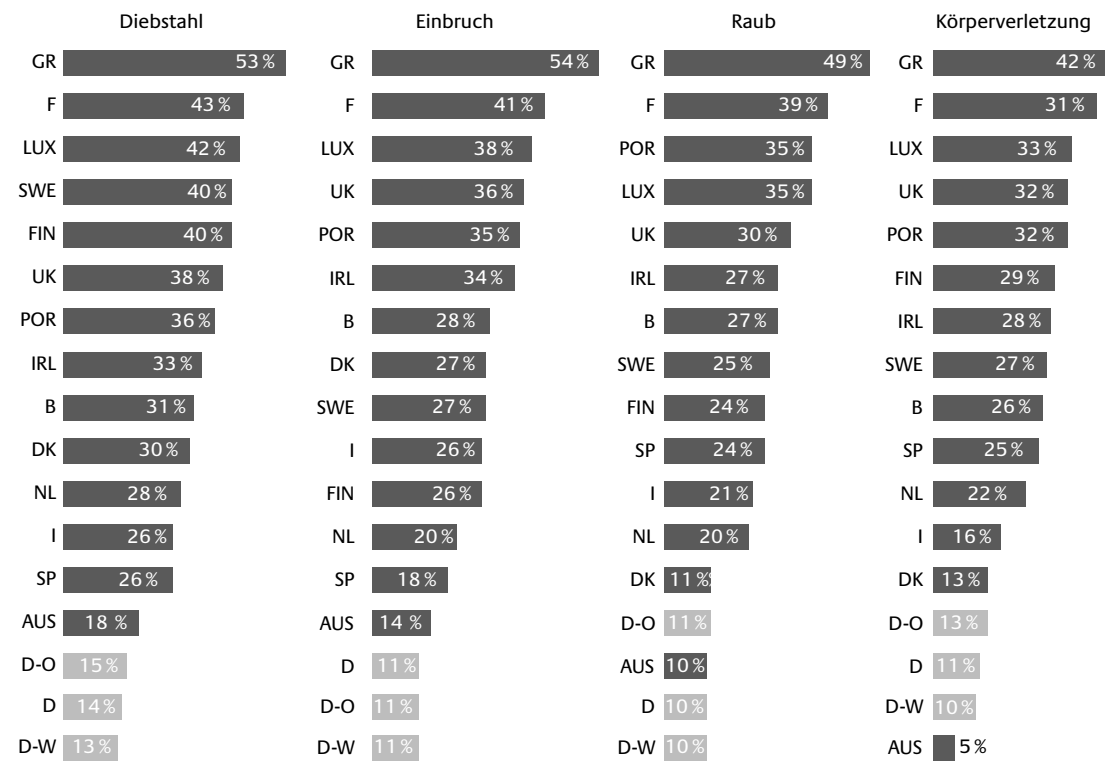 Diebstahl Einbruch Raub Körperverletzung
GR 53 % GR 54 % GR 49 % GR 42 %
F 43 % F 41 % F 39 % F 31 %
LUX 42 % LUX 38 % POR 35 % LUX 33 %
SWE 40 % UK 36 % LUX 35 % UK 32 %
FIN 40 % POR 35 % UK 30 % POR 32 %
UK 38 % IRL 34 % IRL 27 % FIN 29 %
POR 36 % B 28 % B 27 % IRL 28 %
IRL 33 % DK 27 % SWE 25 % SWE 27 %
B 31 % SWE 27 % FIN 24 % B 26 %
DK 30 % I 26 % SP 24 % SP 25 %
NL 28 % FIN 26 % I 21 % NL 22 %
I 26 % NL 20 % NL 20 % I 16 %
SP 26 % SP 18 % DK 11 % DK 13 %
AUS 18 % AUS 14 % D-O 11 % D-O 13 %
D-O 15 % D 11 % AUS 10 % D 11 %
D 14 % D-O 11 % D 10 % D-W 10 %
D-W 13 % D-W 11 % D-W 10 % AUS 5 %